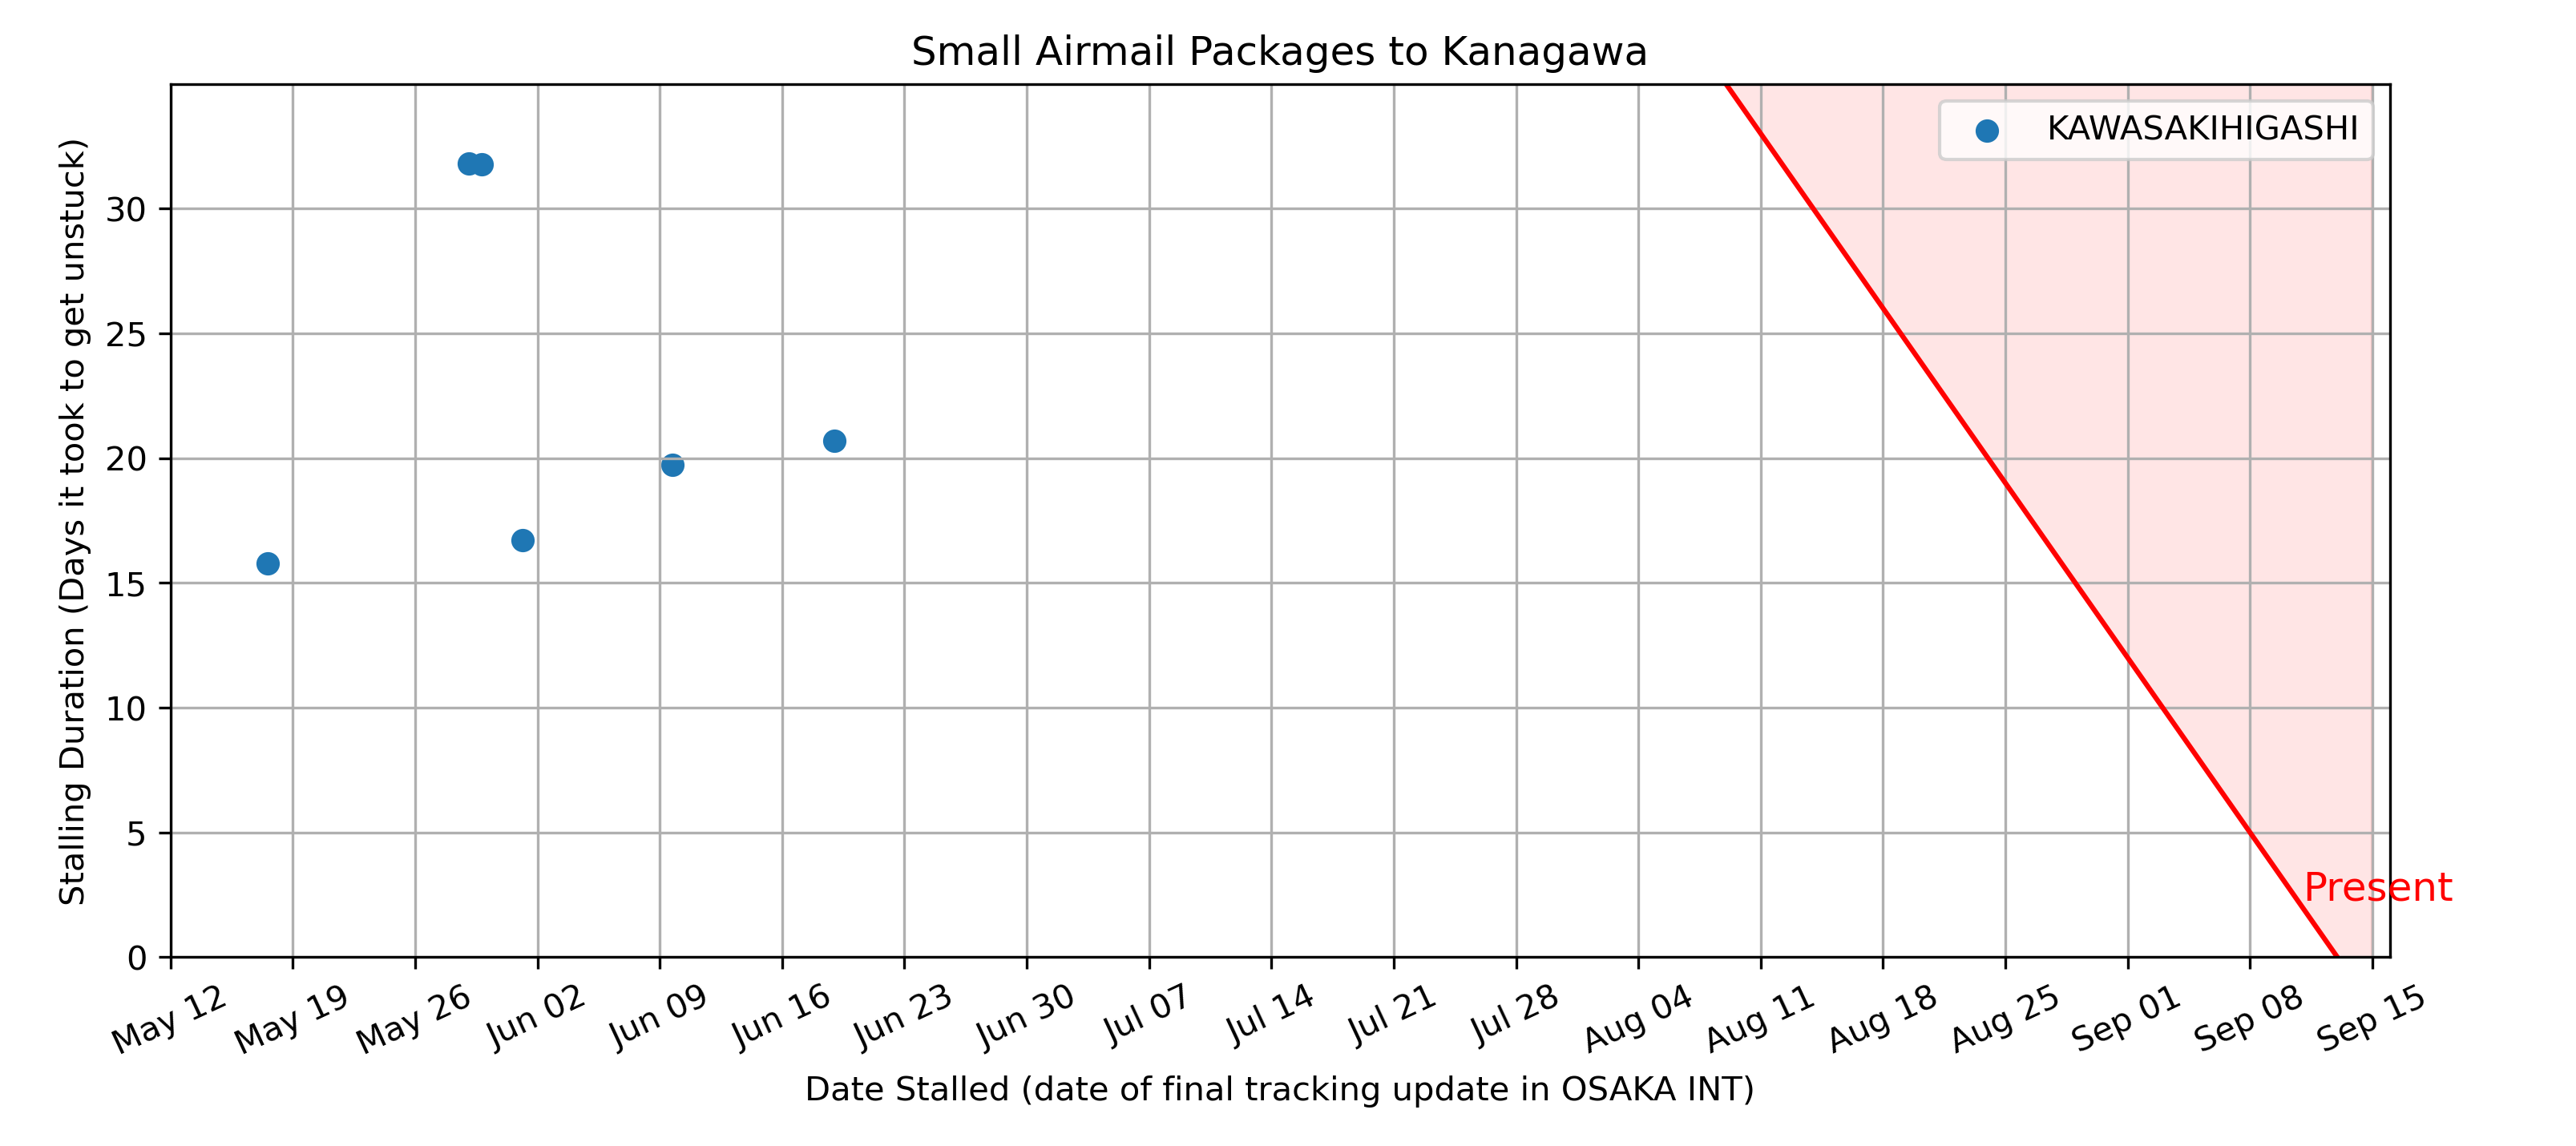 Small Airmail Packages to Kanagawa
KAWASAKIHIGASHI
Stalling Duration (Days it took to get unstuck)
30
25
20
15
10
5
0
Present
May 12
May 19
May 26
Jun 02
Jun 09
Jun 16
Jun 23
Jun 30
Jul 07
Jul 14
Jul 21
Jul 28
Aug 04
Aug 11
Aug 18
Aug 25
Sep 01
Sep 08
Sep 15
Date Stalled (date of final tracking update in OSAKA INT)